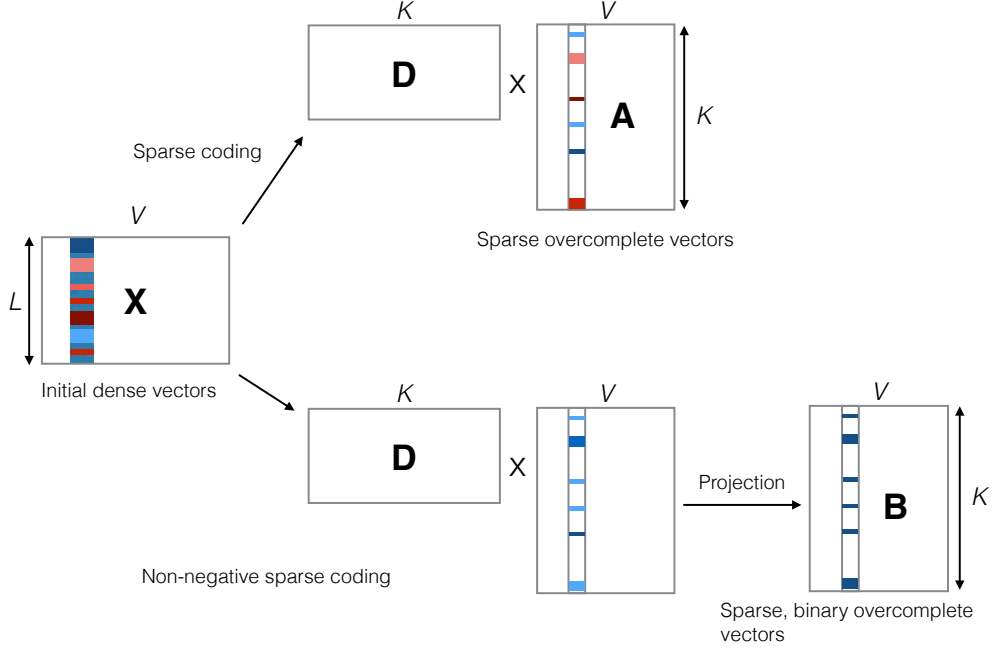 K
V
D
X
A
K
Sparse coding
Sparse overcomplete vectors
V
L
X
Initial dense vectors
K
V
V
D
X
Projection
B
K
Non-negative sparse coding
Sparse, binary overcomplete
vectors